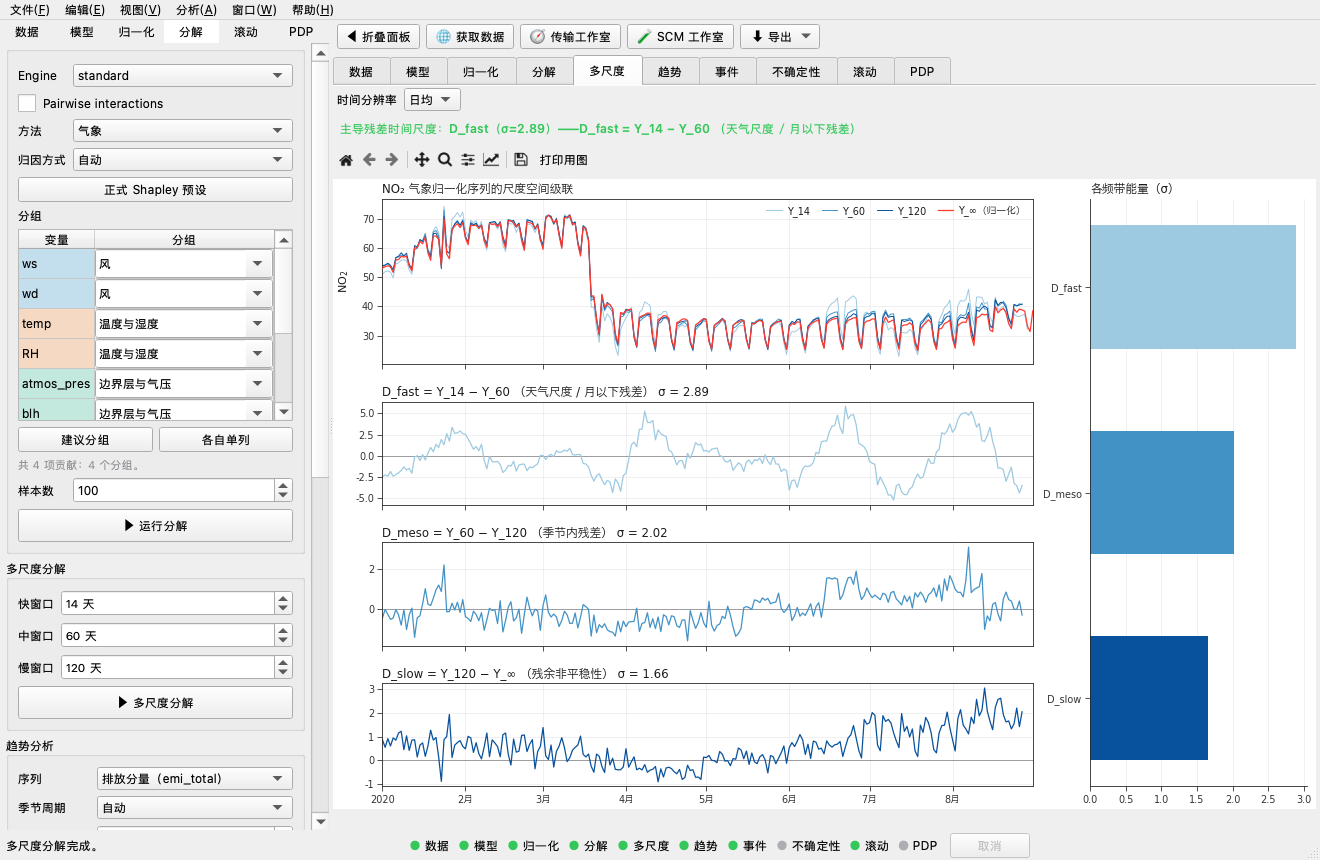 文件(F) 编辑(E) 视图(V) 分析(A) 窗口(W) 帮助(H)
数据 模型 归一化 分解 滚动 PDP
Engine standard
Pairwise interactions
方法 气象
归因方式 自动
正式 Shapley 预设
分组
变量 分组
ws 风
wd 风
temp 温度与湿度
RH 温度与湿度
atmos_pres 边界层与气压
blh 边界层与气压
建议分组 各自单列
共 4 项贡献：4 个分组。
样本数 100
运行分解
多尺度分解
快窗口 14 天
中窗口 60 天
慢窗口 120 天
多尺度分解
趋势分析
序列 排放分量（emi_total）
季节周期 自动
多尺度分解完成。
折叠面板 获取数据 传输工作室 SCM 工作室 导出
数据 模型 归一化 分解 多尺度 趋势 事件 不确定性 滚动 PDP
时间分辨率 日均
主导残差时间尺度：D_fast（σ=2.89）——D_fast = Y_14 − Y_60 （天气尺度 / 月以下残差）
打印用图
NO₂ 气象归一化序列的尺度空间级联
Y_14 Y_60 Y_120 Y_∞（归一化）
NO₂
70
60
50
40
30
D_fast = Y_14 − Y_60 （天气尺度 / 月以下残差） σ = 2.89
5.0
2.5
0.0
-2.5
-5.0
D_meso = Y_60 − Y_120 （季节内残差） σ = 2.02
2
0
D_slow = Y_120 − Y_∞ （残余非平稳性） σ = 1.66
3
2
1
0
-1
2020 2月 3月 4月 5月 6月 7月 8月
各频带能量（σ）
D_fast
D_meso
D_slow
0.0 0.5 1.0 1.5 2.0 2.5 3.0
数据 模型 归一化 分解 多尺度 趋势 事件 不确定性 滚动 PDP 取消